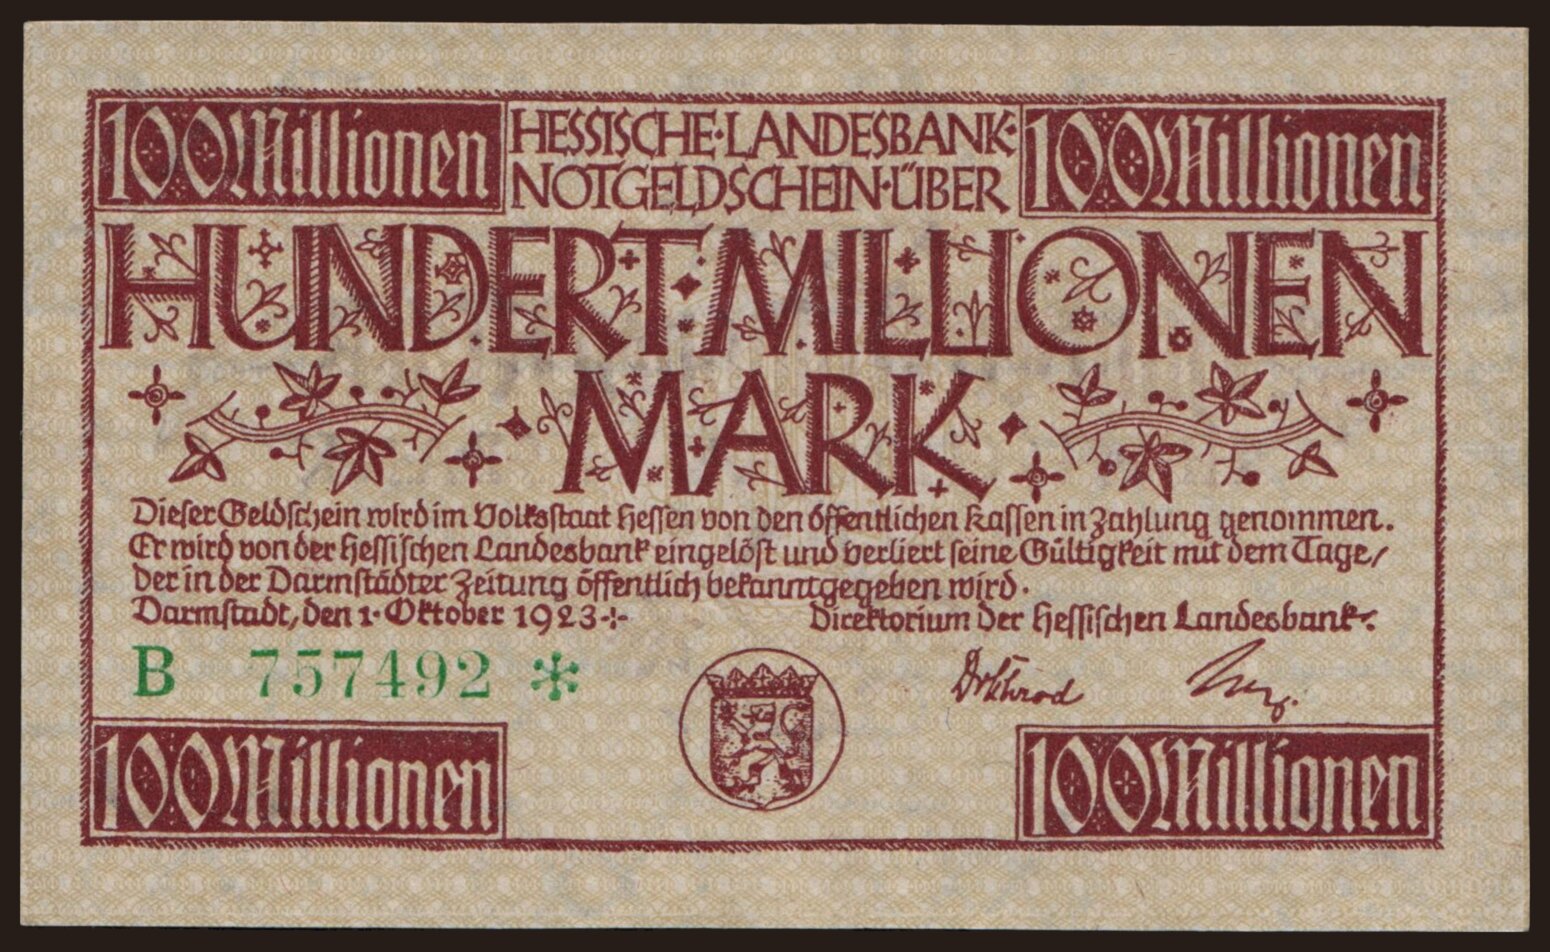 100 Millionen
HESSISCHE·LANDESBANK·
NOTGELDSCHEIN·ÜBER
100 Millionen
HUNDERT·MILLIONEN
MARK
Dieser Geldschein wird im Volksstaat Hessen von den öffentlichen Kassen in Zahlung genommen.
Er wird von der Hessischen Landesbank eingelöst und verliert seine Gültigkeit mit dem Tage,
der in der Darmstädter Zeitung öffentlich bekanntgegeben wird.
Darmstadt, den 1. Oktober 1923
Direktorium der Hessischen Landesbank.
B 757492 *
100 Millionen
100 Millionen